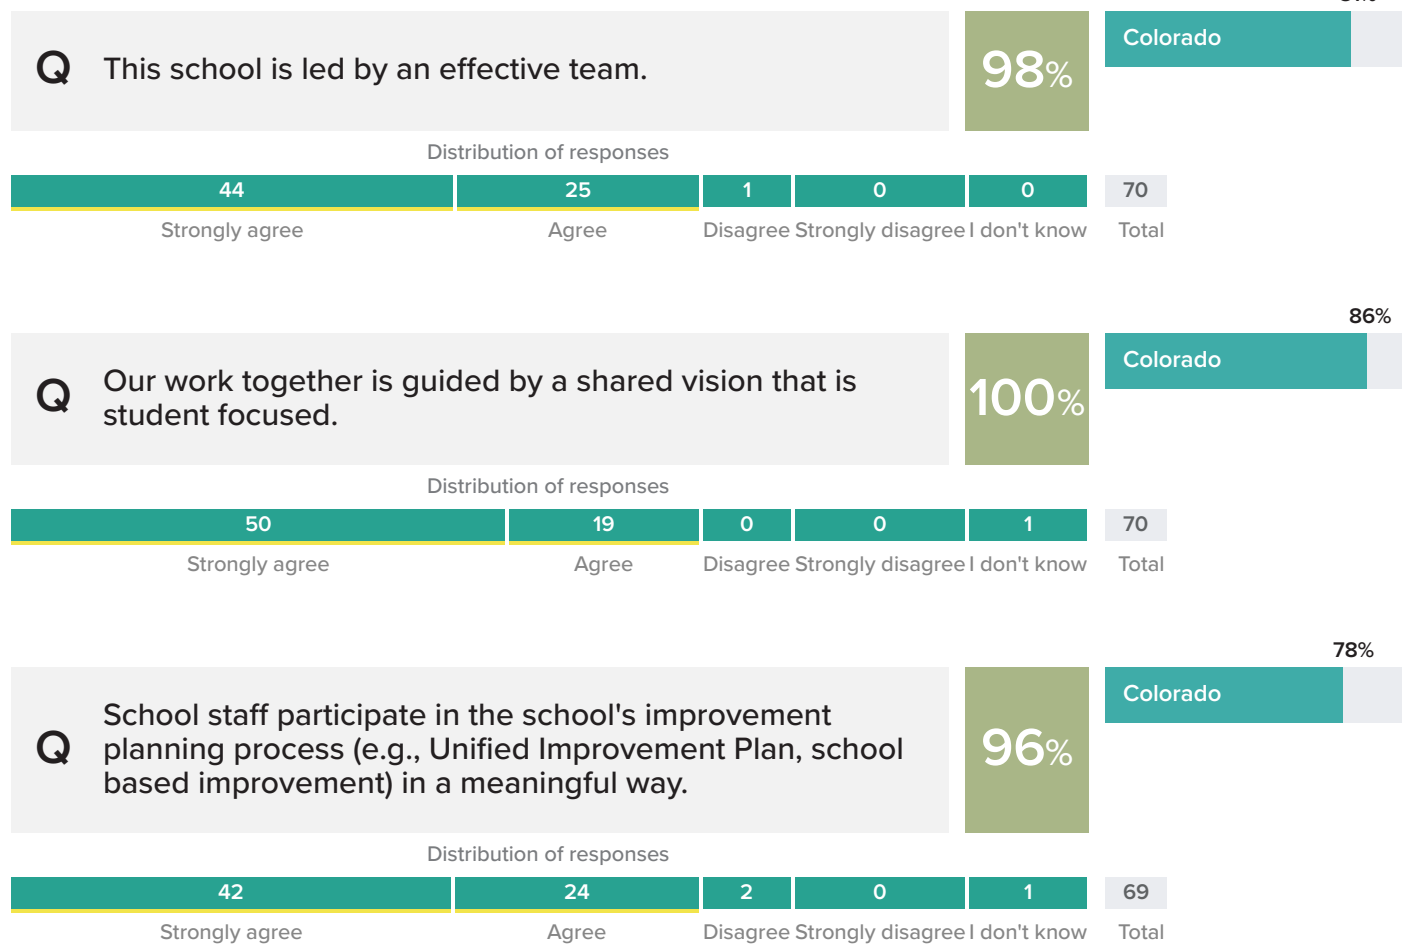 Q This school is led by an effective team.
98%
Colorado
Distribution of responses
44 25 1 0 0 70
Strongly agree Agree Disagree Strongly disagree I don't know Total
86%
Q Our work together is guided by a shared vision that is
student focused.
100%
Colorado
Distribution of responses
50 19 0 0 1 70
Strongly agree Agree Disagree Strongly disagree I don't know Total
78%
Q School staff participate in the school's improvement
planning process (e.g., Unified Improvement Plan, school
based improvement) in a meaningful way.
96%
Colorado
Distribution of responses
42 24 2 0 1 69
Strongly agree Agree Disagree Strongly disagree I don't know Total